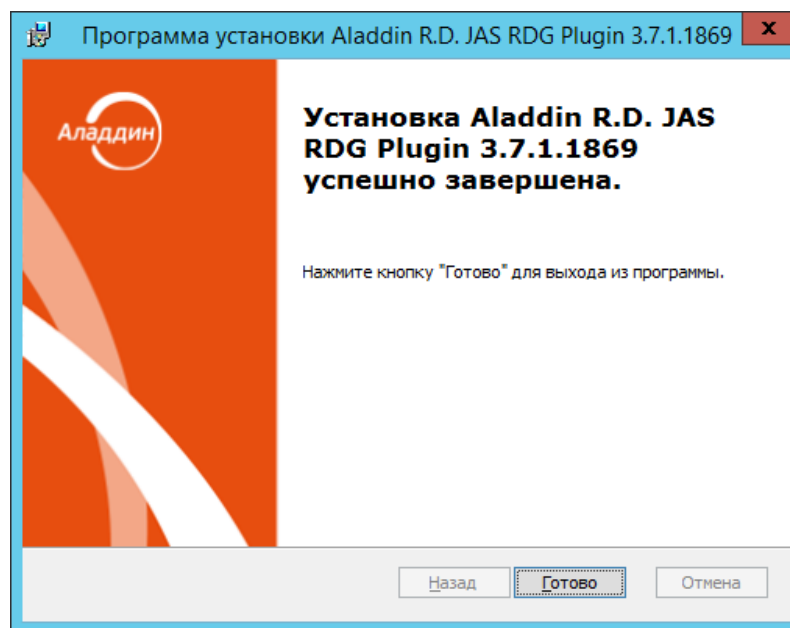 Программа установки Aladdin R.D. JAS RDG Plugin 3.7.1.1869
x
Аладдин
Установка Aladdin R.D. JAS
RDG Plugin 3.7.1.1869
успешно завершена.
Нажмите кнопку "Готово" для выхода из программы.
Назад Готово Отмена